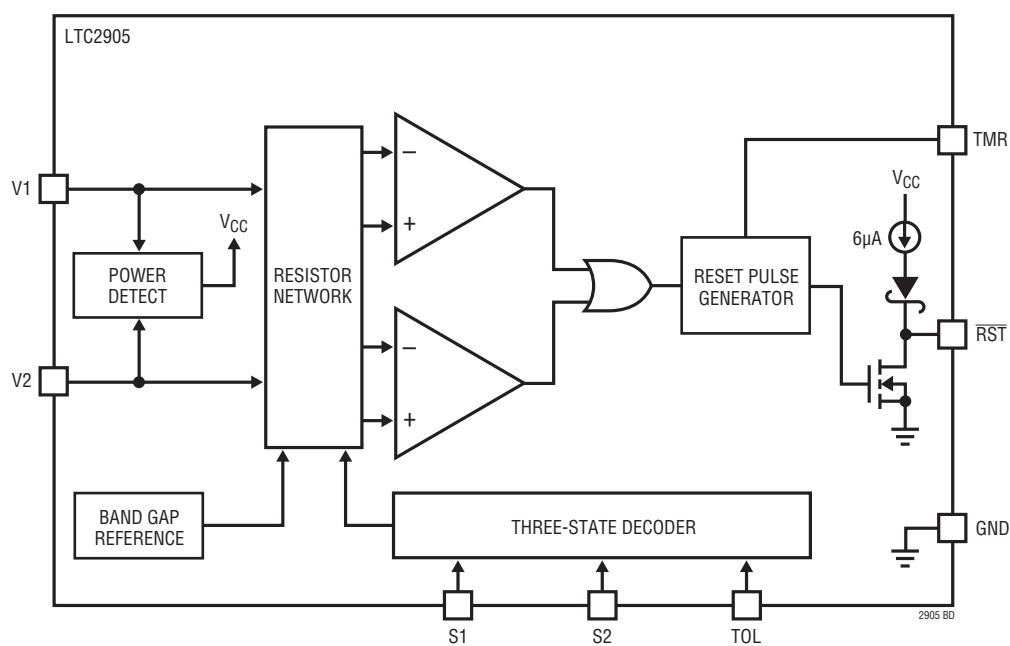 LTC2905
TMR
V1
VCC
VCC
6µA
POWER
DETECT
RESISTOR
NETWORK
−
+
RESET PULSE
GENERATOR
RST
V2
−
+
BAND GAP
REFERENCE
THREE-STATE DECODER
GND
S1
S2
TOL
2905 BD